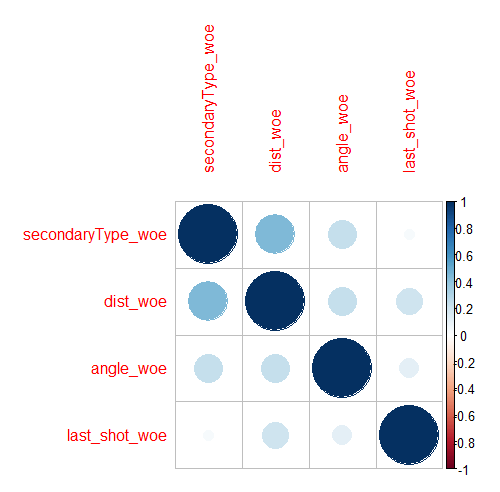 secondaryType_woe
dist_woe
angle_woe
last_shot_woe
secondaryType_woe
dist_woe
angle_woe
last_shot_woe
1
0.8
0.6
0.4
0.2
0
-0.2
-0.4
-0.6
-0.8
-1